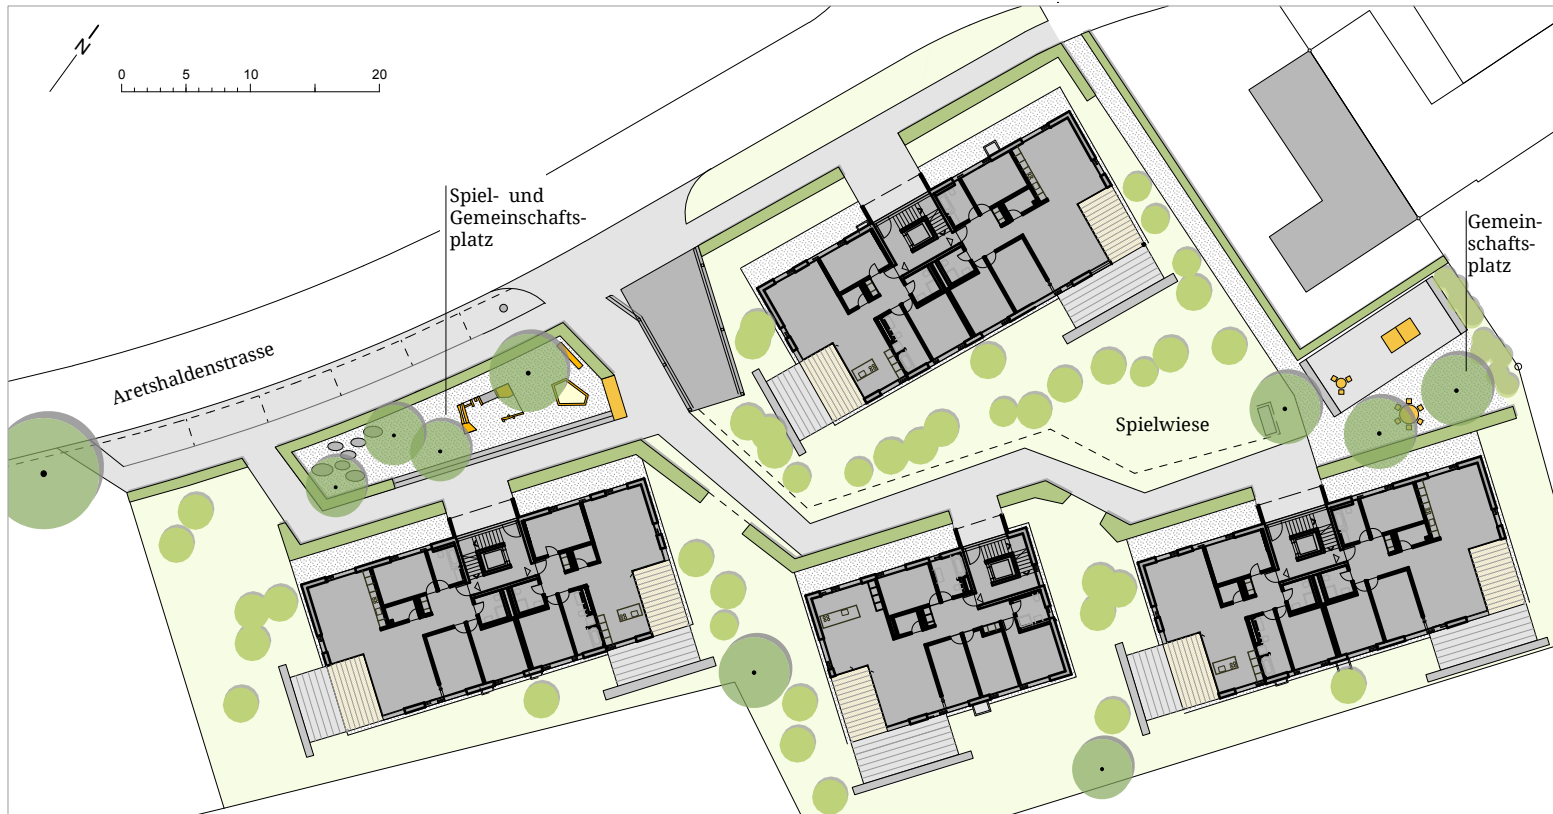 N
0 5 10 20
Spiel- und
Gemeinschafts-
platz
Gemein-
schafts-
platz
Aretshaldenstrasse
Spielwiese